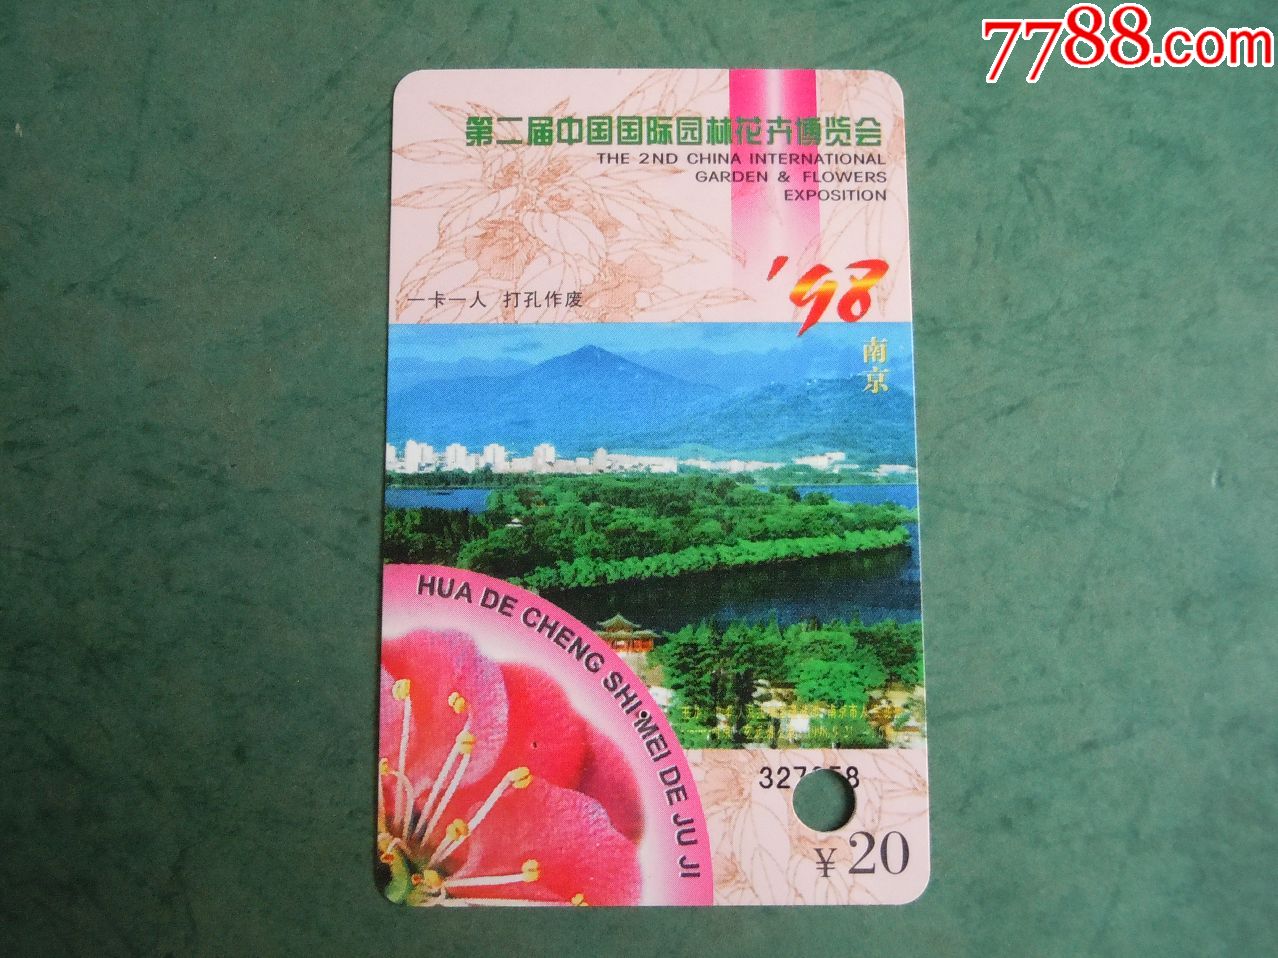 7788.com
第二届中国国际园林花卉博览会
THE 2ND CHINA INTERNATIONAL
GARDEN & FLOWERS
EXPOSITION
'98
南京
一卡一人 打孔作废
HUA DE CHENG SHI·MEI DE JU JI
¥20